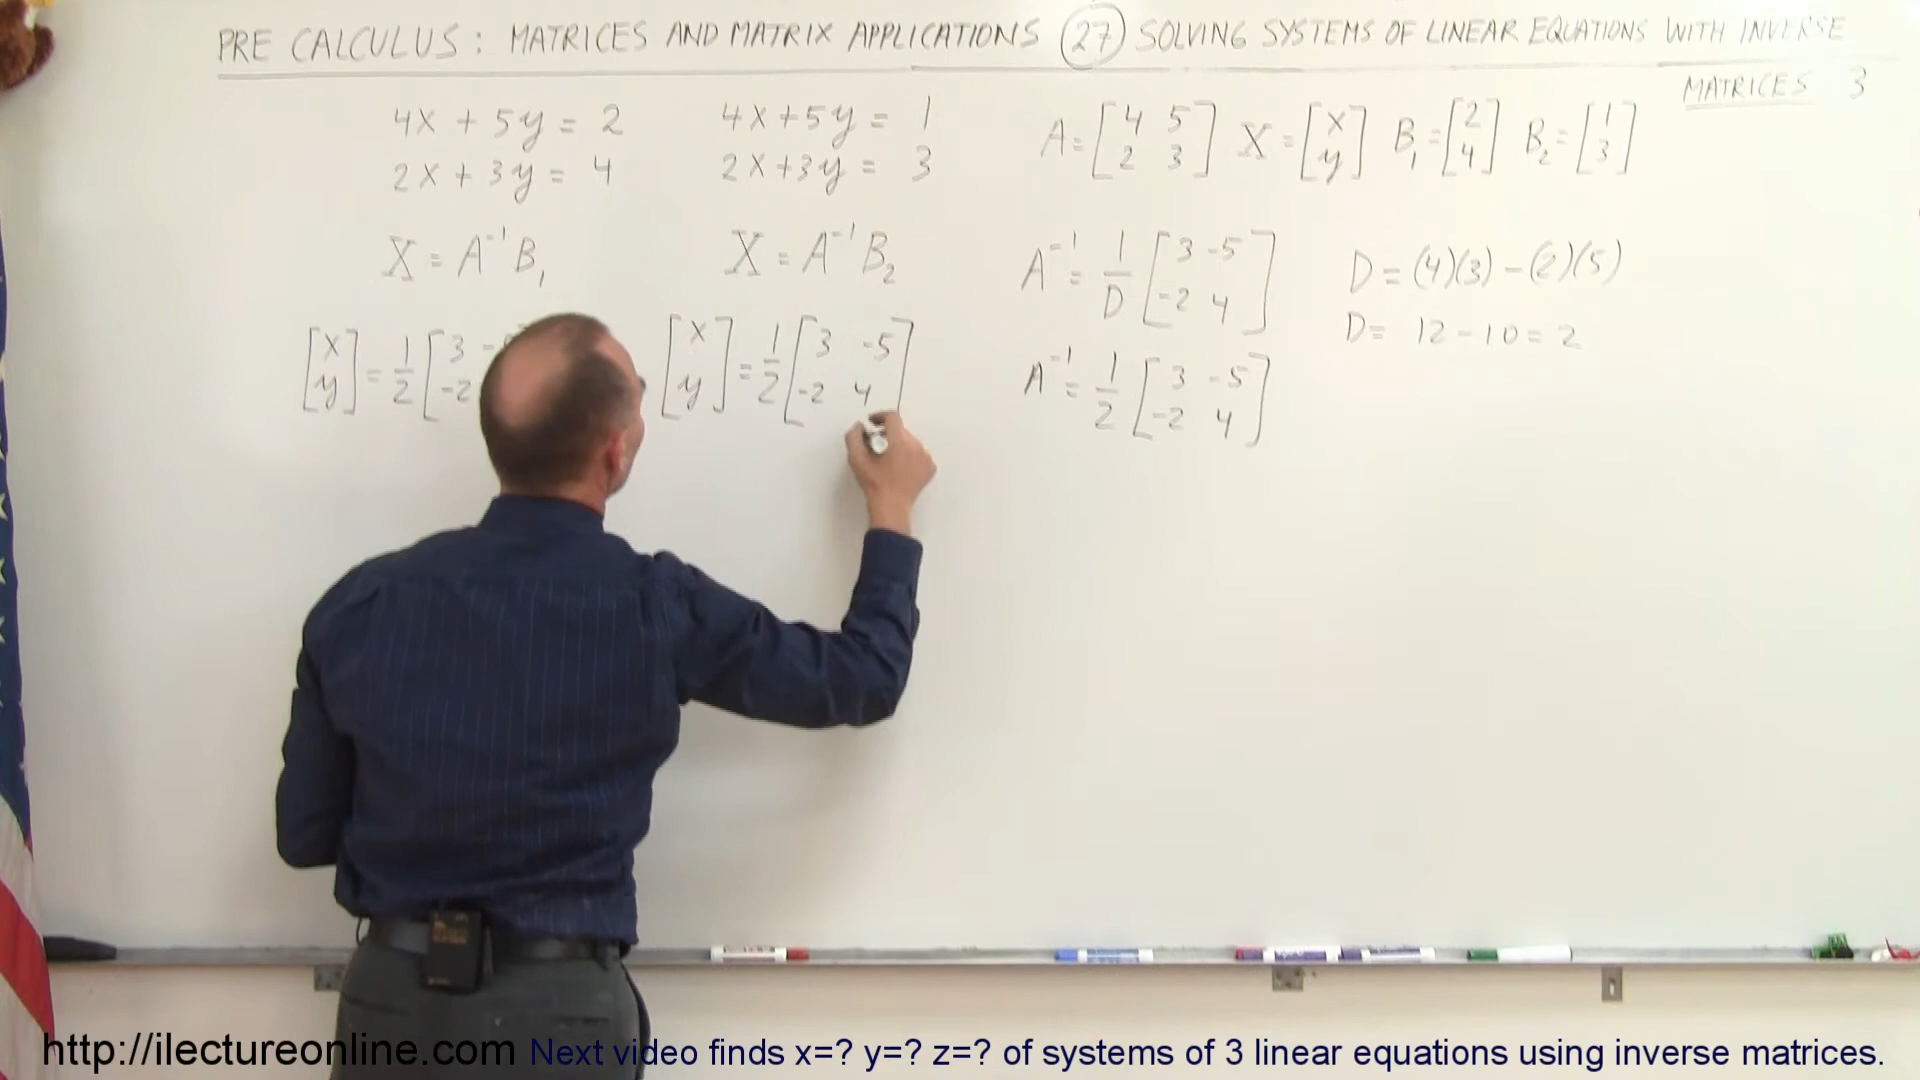 PRE CALCULUS: MATRICES AND MATRIX APPLICATIONS 27 SOLVING SYSTEMS OF LINEAR EQUATIONS WITH INVERSE
MATRICES 3
4x + 5y = 2
2x + 3y = 4
4x+5y = 1
2x+3y = 3
A = [4 5
2 3]
X = [x
y]
B₁ = [2
4]
B₂ = [1
3]
X = A⁻¹B₁
X = A⁻¹B₂
A⁻¹ = 1/D [3 -5
-2 4]
D = (4)(3) - (2)(5)
D = 12 - 10 = 2
[x
y] = 1/2 [3 -
-2
[x
y] = 1/2 [3 -5
-2 4]
A⁻¹ = 1/2 [3 -5
-2 4]
http://ilectureonline.com Next video finds x=? y=? z=? of systems of 3 linear equations using inverse matrices.